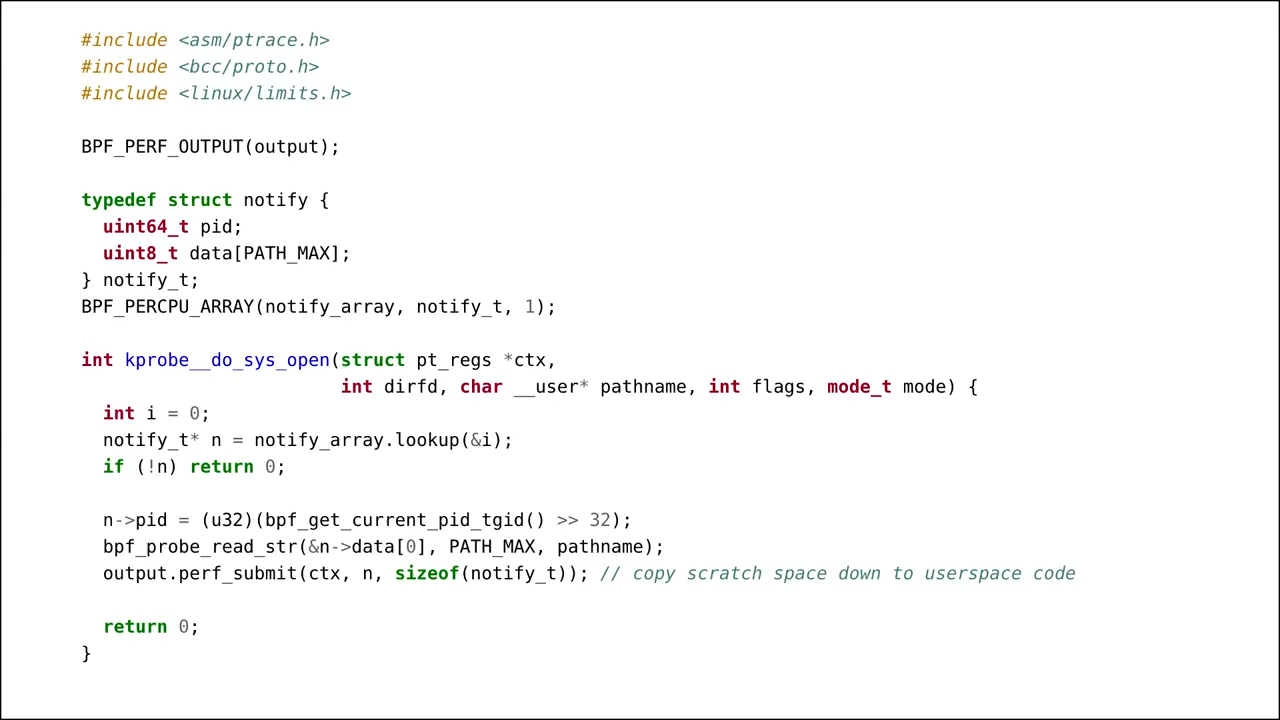 #include <asm/ptrace.h>
#include <bcc/proto.h>
#include <linux/limits.h>
BPF_PERF_OUTPUT(output);
typedef struct notify {
uint64_t pid;
uint8_t data[PATH_MAX];
} notify_t;
BPF_PERCPU_ARRAY(notify_array, notify_t, 1);
int kprobe__do_sys_open(struct pt_regs *ctx,
int dirfd, char __user* pathname, int flags, mode_t mode) {
int i = 0;
notify_t* n = notify_array.lookup(&i);
if (!n) return 0;
n->pid = (u32)(bpf_get_current_pid_tgid() >> 32);
bpf_probe_read_str(&n->data[0], PATH_MAX, pathname);
output.perf_submit(ctx, n, sizeof(notify_t)); // copy scratch space down to userspace code
return 0;
}